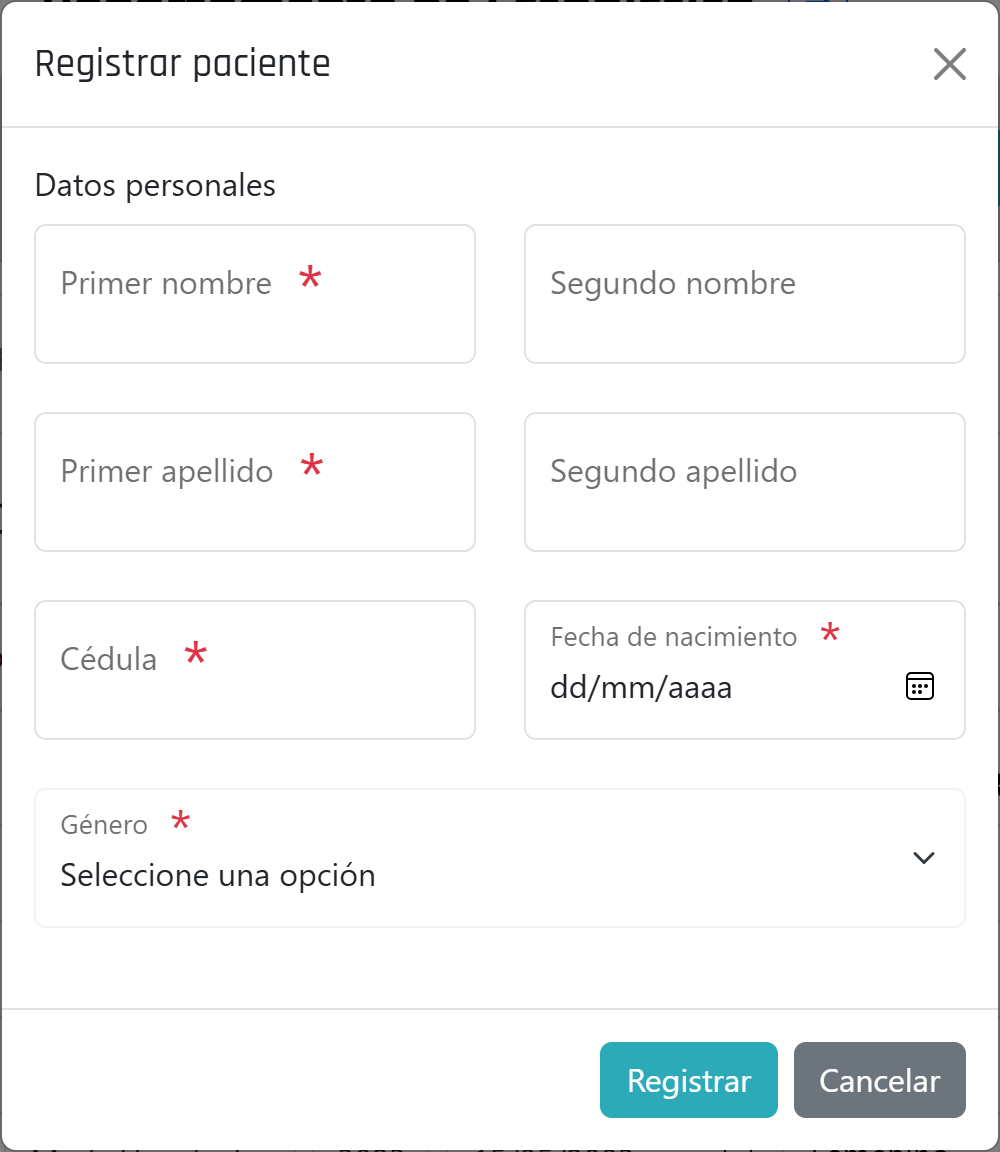 Registrar paciente
Datos personales
Primer nombre *
Segundo nombre
Primer apellido *
Segundo apellido
Cédula *
Fecha de nacimiento *
dd/mm/aaaa
Género *
Seleccione una opción
Registrar
Cancelar